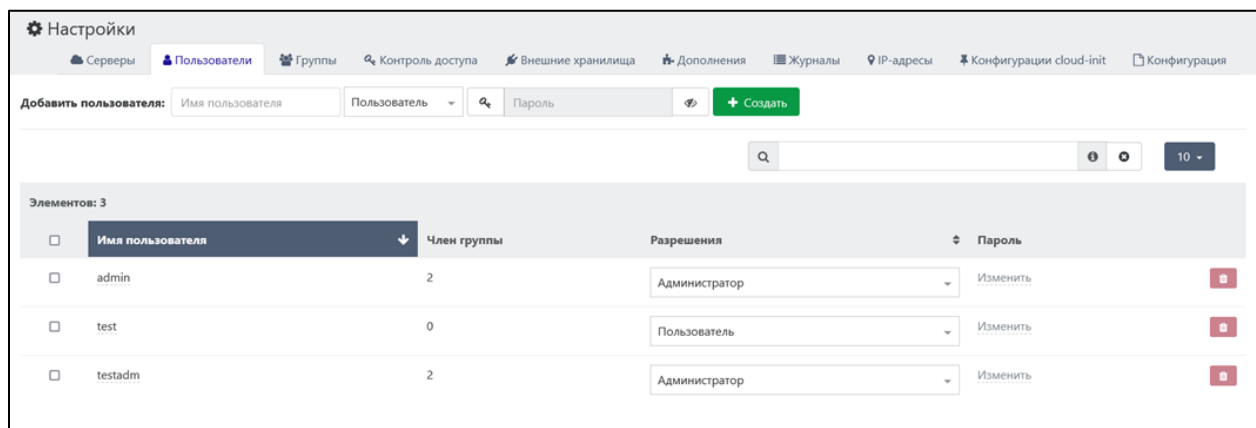 Настройки
Серверы Пользователи Группы Контроль доступа Внешние хранилища Дополнения Журналы IP-адресы Конфигурации cloud-init Конфигурация
Добавить пользователя: Имя пользователя Пользователь Пароль Создать
10
Элементов: 3
Имя пользователя Член группы Разрешения Пароль
admin 2 Администратор Изменить
test 0 Пользователь Изменить
testadm 2 Администратор Изменить